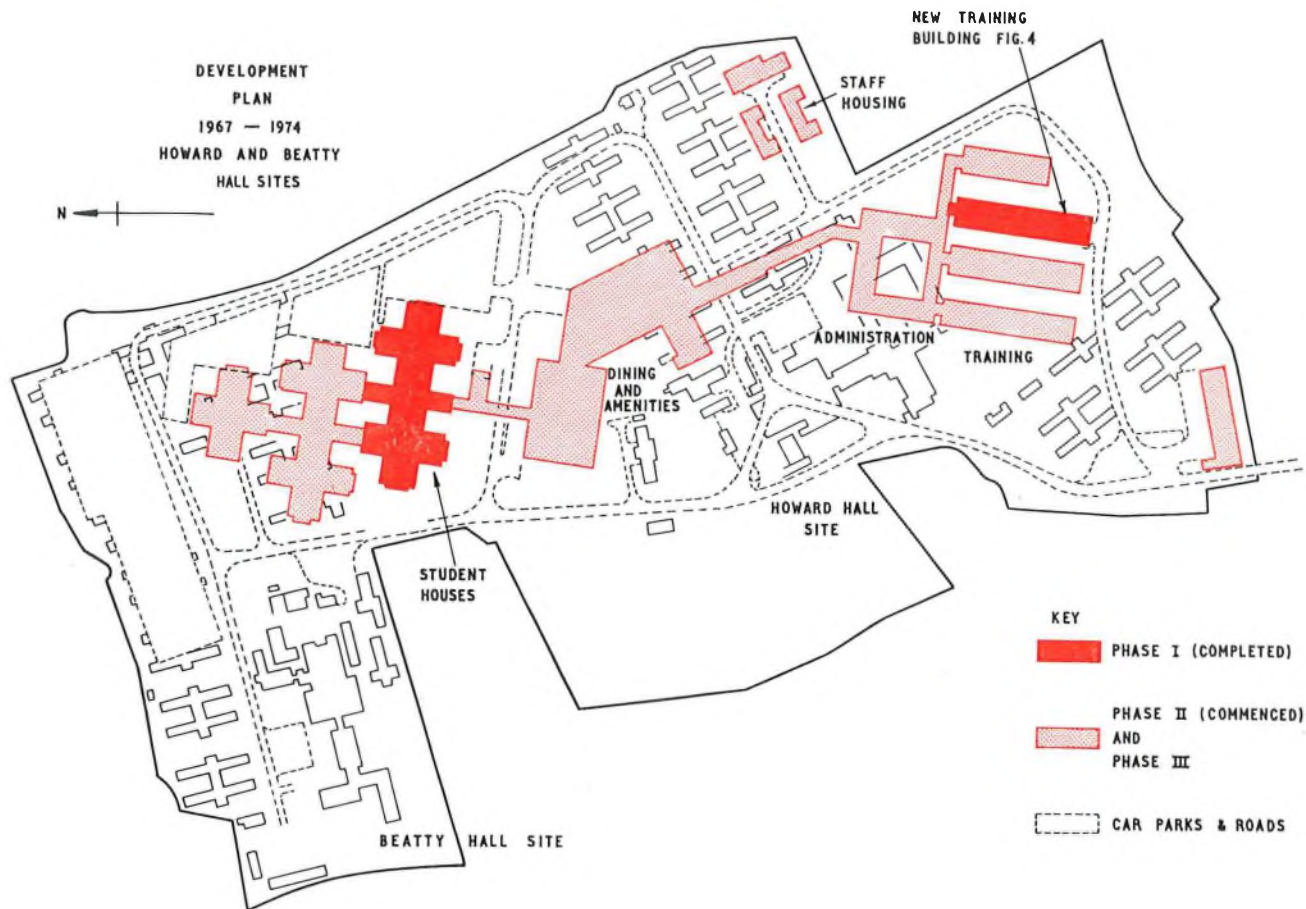 DEVELOPMENT
PLAN
1967 — 1974
HOWARD AND BEATTY
HALL SITES
N
NEW TRAINING
BUILDING FIG.4
STAFF
HOUSING
ADMINISTRATION
TRAINING
DINING
AND
AMENITIES
HOWARD HALL
SITE
STUDENT
HOUSES
BEATTY HALL SITE
KEY
PHASE I (COMPLETED)
PHASE II (COMMENCED)
AND
PHASE III
CAR PARKS & ROADS